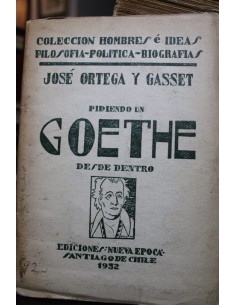 COLECCION HOMBRES É IDEAS
FILOSOFIA-POLITICA-BIOGRAFIAS
JOSÉ ORTEGA Y GASSET
PIDIENDO UN
GOETHE
DESDE DENTRO
EDICIONES NUEVA EPOCA
SANTIAGO DE CHILE
1932